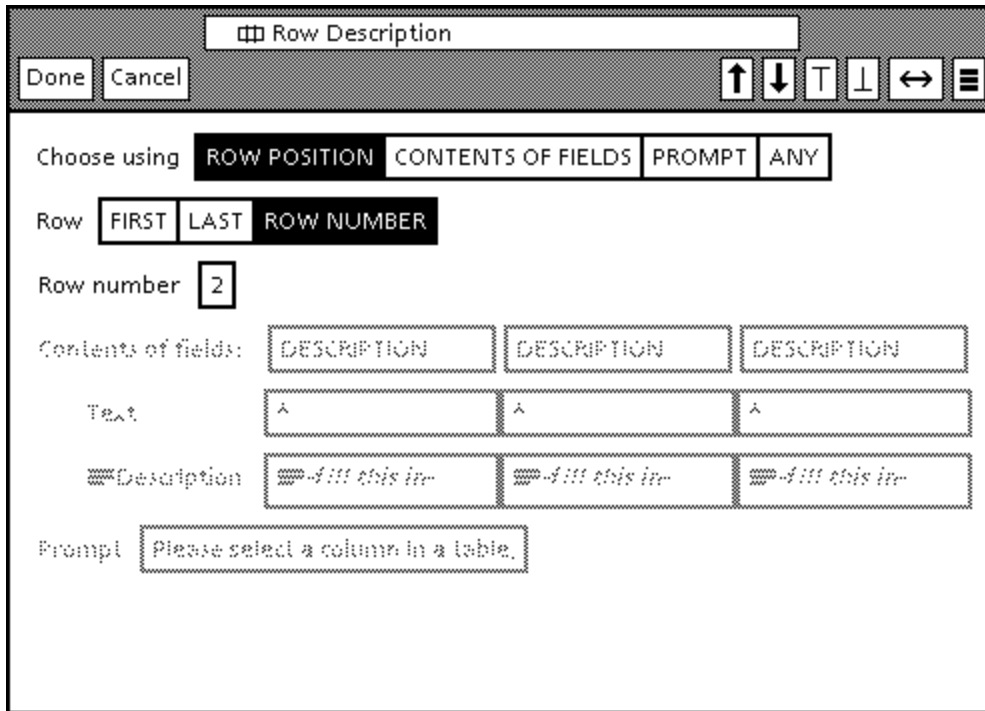 Row Description
Done Cancel
Choose using ROW POSITION CONTENTS OF FIELDS PROMPT ANY
Row FIRST LAST ROW NUMBER
Row number 2
Contents of fields: DESCRIPTION DESCRIPTION DESCRIPTION
Text
Description -fill this in- -fill this in- -fill this in-
Prompt Please select a column in a table.